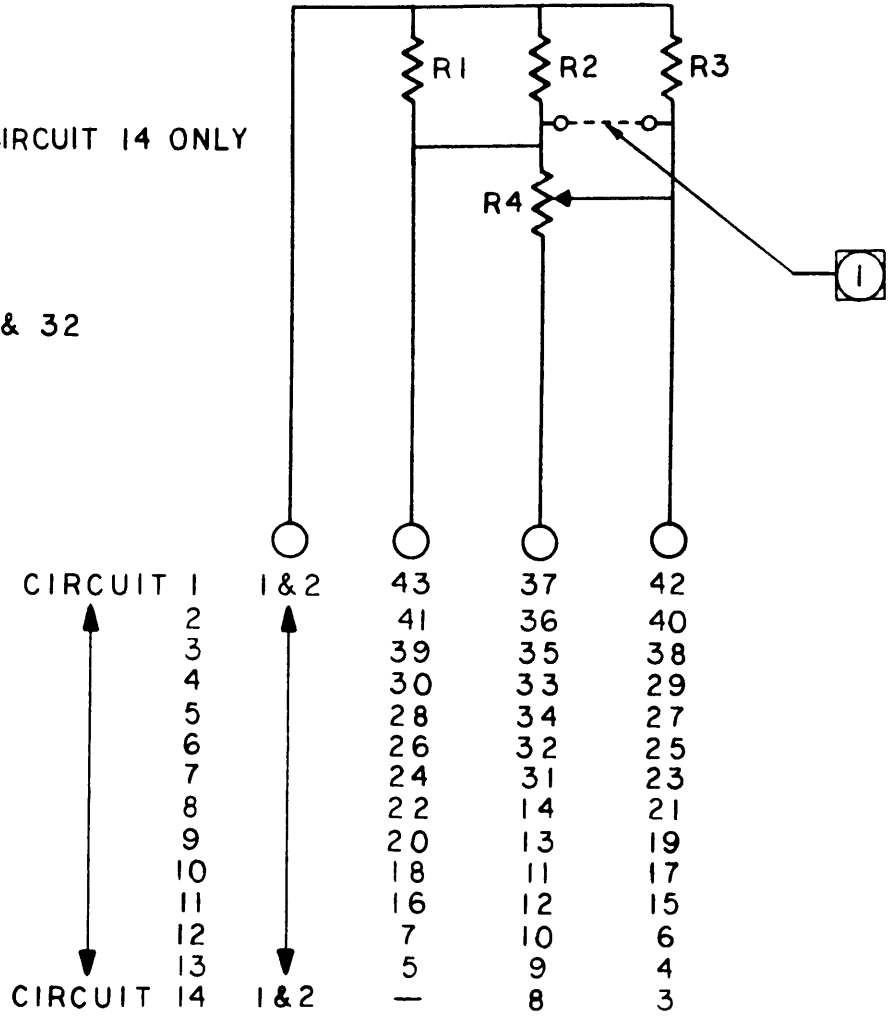 R1 R2 R3
IRCUIT 14 ONLY
R4
1
& 32
CIRCUIT 1 1&2 43 37 42
2 41 36 40
3 39 35 38
4 30 33 29
5 28 34 27
6 26 32 25
7 24 31 23
8 22 14 21
9 20 13 19
10 18 11 17
11 16 12 15
12 7 10 6
13 5 9 4
CIRCUIT 14 1&2 — 8 3